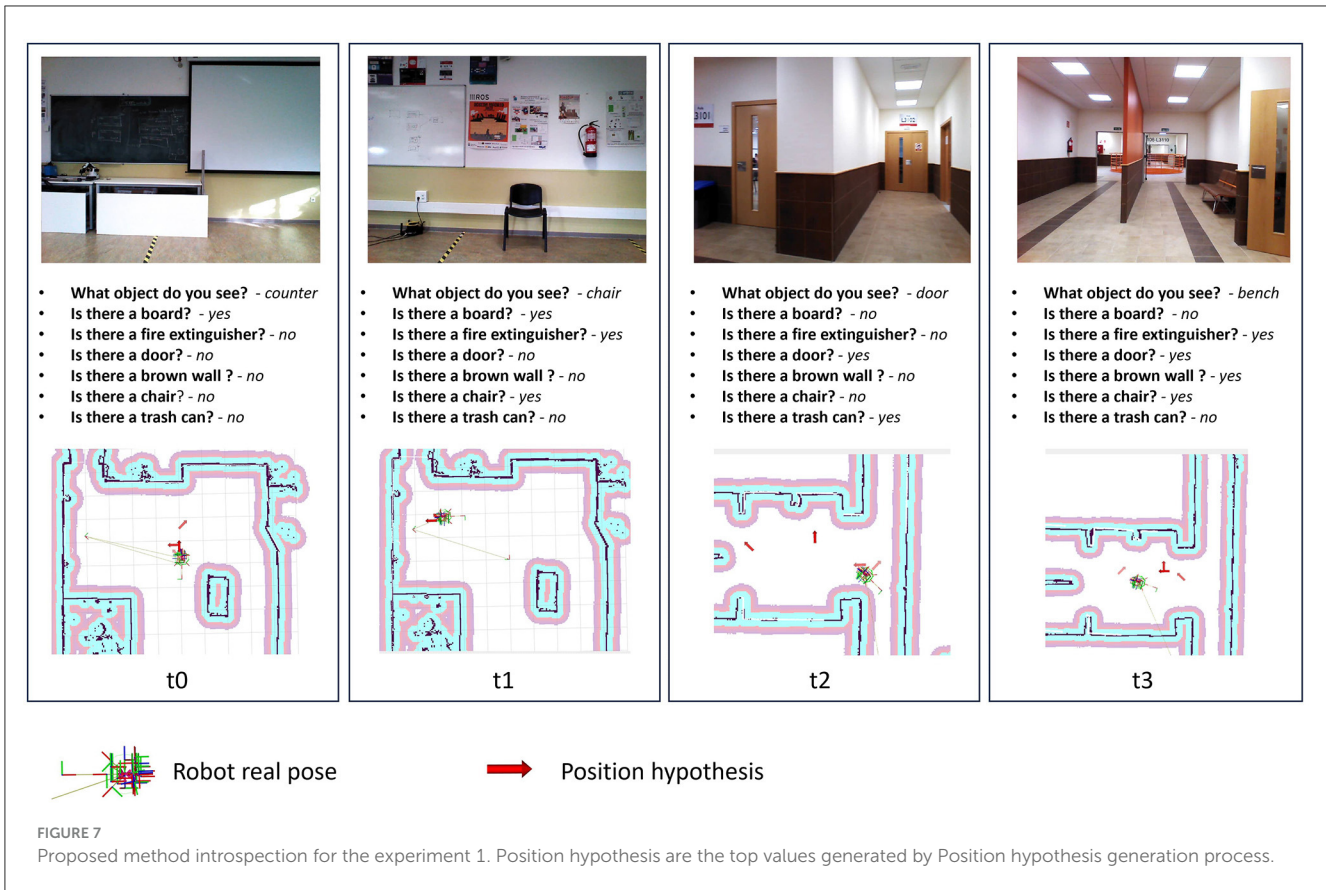 • What object do you see? - counter
• Is there a board? - yes
• Is there a fire extinguisher? - no
• Is there a door? - no
• Is there a brown wall ? - no
• Is there a chair? - no
• Is there a trash can? - no
t0
ROS
• What object do you see? - chair
• Is there a board? - yes
• Is there a fire extinguisher? - yes
• Is there a door? - no
• Is there a brown wall ? - no
• Is there a chair? - yes
• Is there a trash can? - no
t1
L3101
• What object do you see? - door
• Is there a board? - no
• Is there a fire extinguisher? - no
• Is there a door? - yes
• Is there a brown wall ? - no
• Is there a chair? - no
• Is there a trash can? - yes
t2
OS L3110
• What object do you see? - bench
• Is there a board? - no
• Is there a fire extinguisher? - yes
• Is there a door? - yes
• Is there a brown wall ? - yes
• Is there a chair? - yes
• Is there a trash can? - no
t3
Robot real pose
Position hypothesis
FIGURE 7
Proposed method introspection for the experiment 1. Position hypothesis are the top values generated by Position hypothesis generation process.